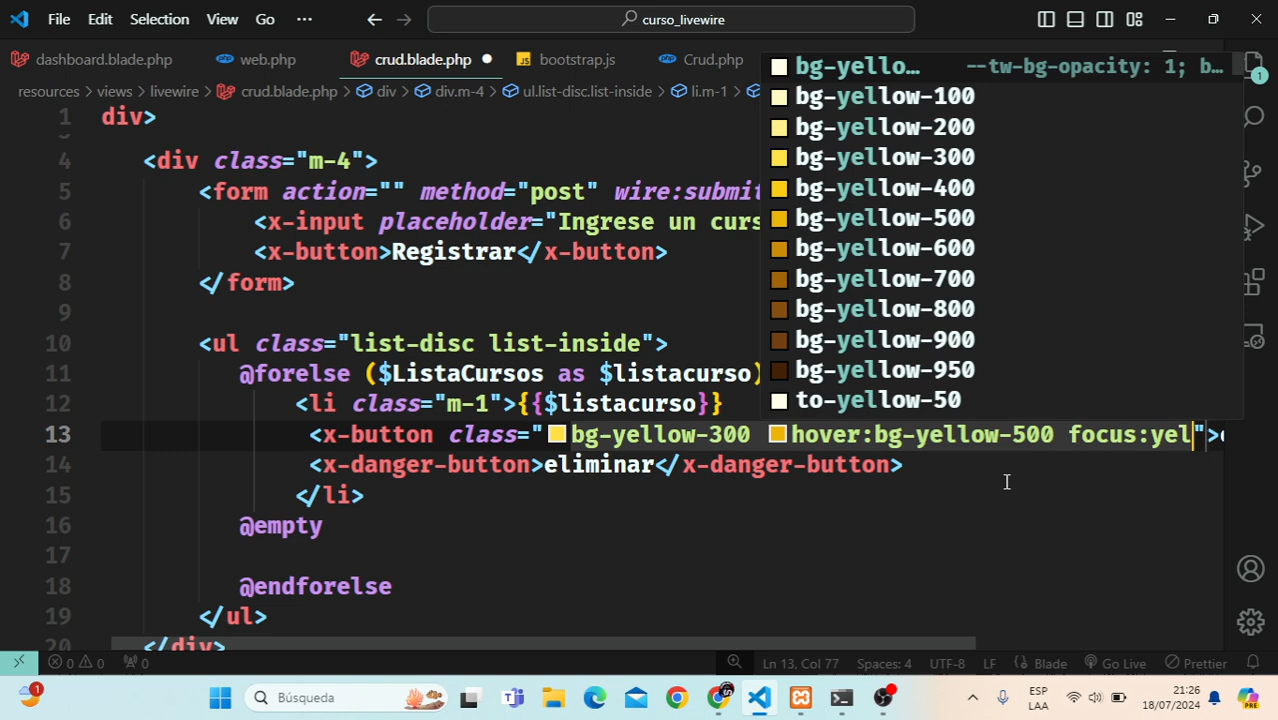 File Edit Selection View Go ··· ← → curso_livewire
dashboard.blade.php web.php crud.blade.php ● bootstrap.js Crud.php
resources > views > livewire > crud.blade.php > div > div.m-4 > ul.list-disc.list-inside > li.m-1 >
bg-yello… --tw-bg-opacity: 1; b…
bg-yellow-100
bg-yellow-200
bg-yellow-300
bg-yellow-400
bg-yellow-500
bg-yellow-600
bg-yellow-700
bg-yellow-800
bg-yellow-900
bg-yellow-950
to-yellow-50
1 div>
4 <div class="m-4">
5 <form action="" method="post" wire:submit
6 <x-input placeholder="Ingrese un curs
7 <x-button>Registrar</x-button>
8 </form>
9
10 <ul class="list-disc list-inside">
11 @forelse ($ListaCursos as $listacurso)
12 <li class="m-1">{{$listacurso}}
13 <x-button class="bg-yellow-300 hover:bg-yellow-500 focus:yel">
14 <x-danger-button>eliminar</x-danger-button>
15 </li>
16 @empty
17
18 @endforelse
19 </ul>
20 </div>
0 0 0 Ln 13, Col 77 Spaces: 4 UTF-8 LF Blade Go Live Prettier
1
1 Búsqueda ESP LAA 21:26 18/07/2024 PRE